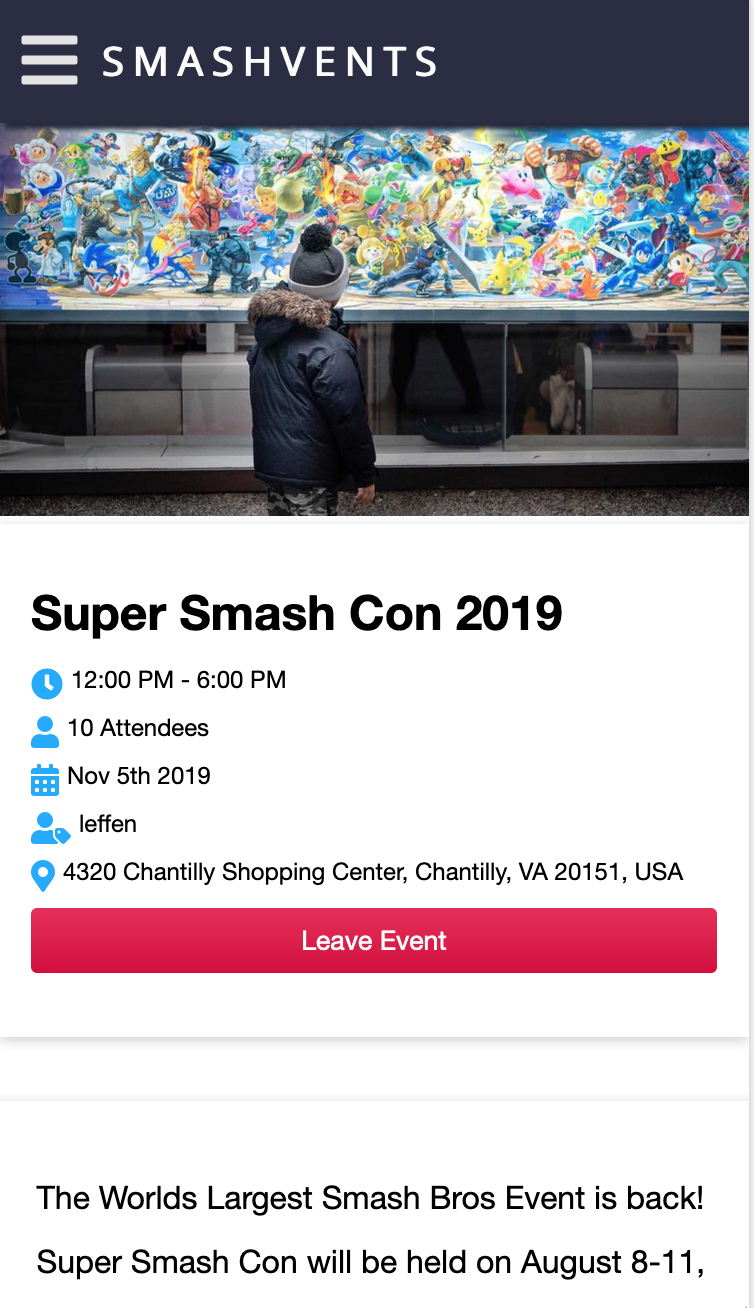 SMASHVENTS
Super Smash Con 2019
12:00 PM - 6:00 PM
10 Attendees
Nov 5th 2019
leffen
4320 Chantilly Shopping Center, Chantilly, VA 20151, USA
Leave Event
The Worlds Largest Smash Bros Event is back!
Super Smash Con will be held on August 8-11,